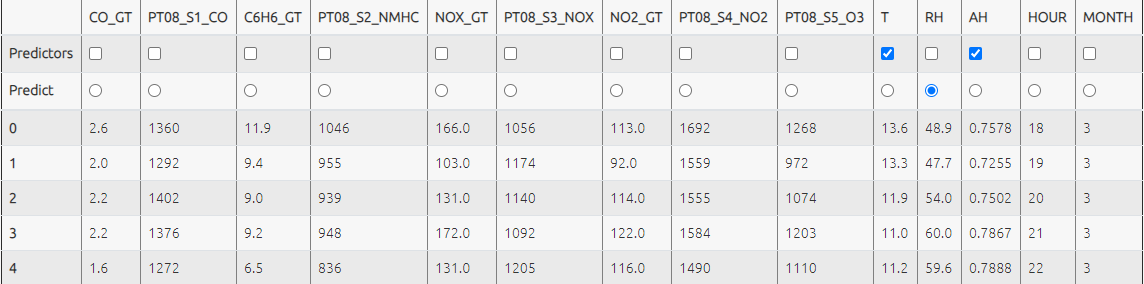 CO_GT PT08_S1_CO C6H6_GT PT08_S2_NMHC NOX_GT PT08_S3_NOX NO2_GT PT08_S4_NO2 PT08_S5_O3 T RH AH HOUR MONTH
Predictors
Predict
0 2.6 1360 11.9 1046 166.0 1056 113.0 1692 1268 13.6 48.9 0.7578 18 3
1 2.0 1292 9.4 955 103.0 1174 92.0 1559 972 13.3 47.7 0.7255 19 3
2 2.2 1402 9.0 939 131.0 1140 114.0 1555 1074 11.9 54.0 0.7502 20 3
3 2.2 1376 9.2 948 172.0 1092 122.0 1584 1203 11.0 60.0 0.7867 21 3
4 1.6 1272 6.5 836 131.0 1205 116.0 1490 1110 11.2 59.6 0.7888 22 3